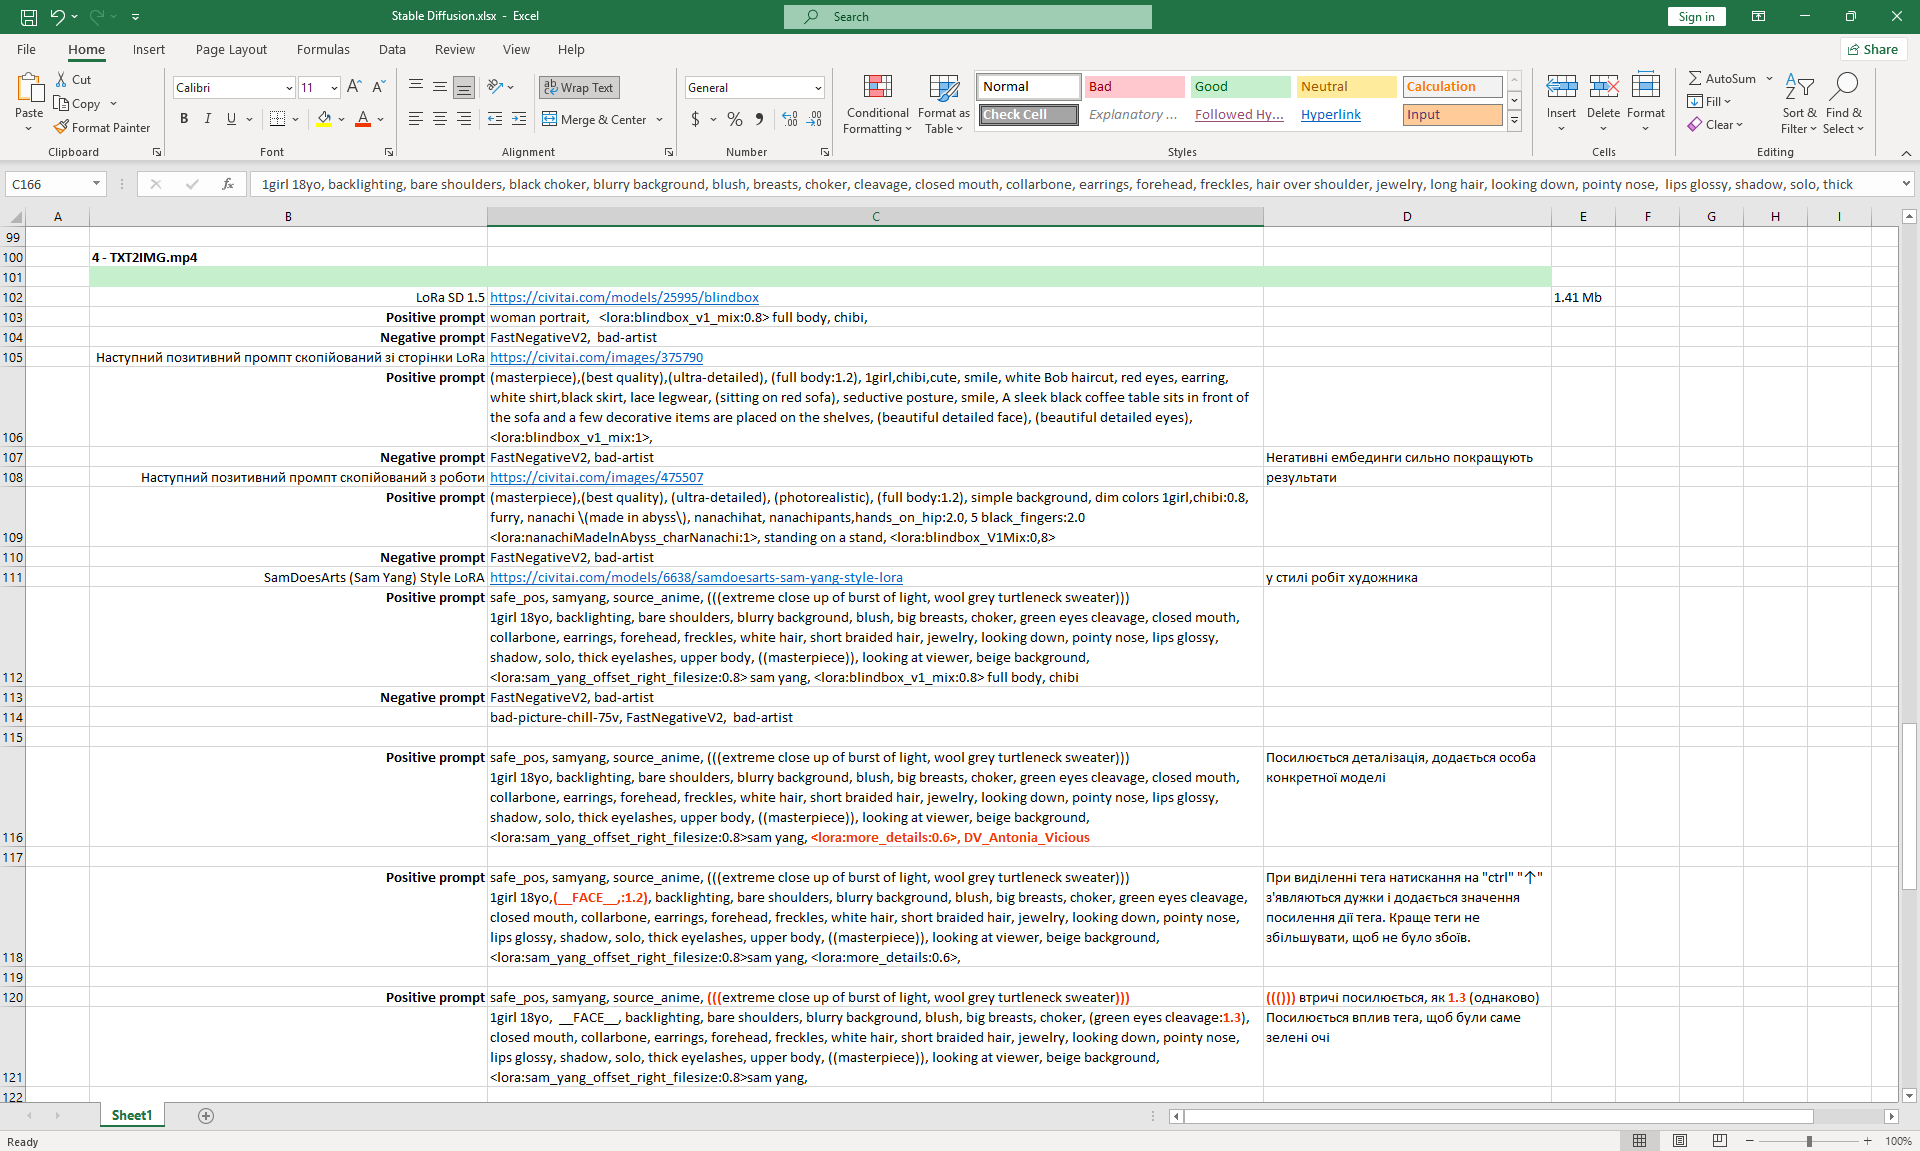 Stable Diffusion.xlsx - Excel
Search
Sign in
File Home Insert Page Layout Formulas Data Review View Help
Share
Paste
Cut
Copy
Format Painter
Clipboard
Calibri 11
B I U
Font
Wrap Text
Merge & Center
Alignment
General
$ % ,
Number
Conditional Formatting
Format as Table
Normal Bad Good Neutral Calculation
Check Cell Explanatory ... Followed Hy... Hyperlink Input
Styles
Insert Delete Format
Cells
AutoSum
Fill
Clear
Sort & Filter
Find & Select
Editing
C166
fx
1girl 18yo, backlighting, bare shoulders, black choker, blurry background, blush, breasts, choker, cleavage, closed mouth, collarbone, earrings, forehead, freckles, hair over shoulder, jewelry, long hair, looking down, pointy nose, lips glossy, shadow, solo, thick
A B C D E F G H I
99
100 4 - TXT2IMG.mp4
101
102 LoRa SD 1.5 https://civitai.com/models/25995/blindbox 1.41 Mb
103 Positive prompt woman portrait, <lora:blindbox_v1_mix:0.8> full body, chibi,
104 Negative prompt FastNegativeV2, bad-artist
105 Наступний позитивний промпт скопійований зі сторінки LoRa https://civitai.com/images/375790
Positive prompt (masterpiece),(best quality),(ultra-detailed), (full body:1.2), 1girl,chibi,cute, smile, white Bob haircut, red eyes, earring,
white shirt,black skirt, lace legwear, (sitting on red sofa), seductive posture, smile, A sleek black coffee table sits in front of
the sofa and a few decorative items are placed on the shelves, (beautiful detailed face), (beautiful detailed eyes),
106 <lora:blindbox_v1_mix:1>,
107 Negative prompt FastNegativeV2, bad-artist Негативні ембединги сильно покращують
108 Наступний позитивний промпт скопійований з роботи https://civitai.com/images/475507 результати
Positive prompt (masterpiece),(best quality), (ultra-detailed), (photorealistic), (full body:1.2), simple background, dim colors 1girl,chibi:0.8,
furry, nanachi \(made in abyss\), nanachihat, nanachipants,hands_on_hip:2.0, 5 black_fingers:2.0
109 <lora:nanachiMadeInAbyss_charNanachi:1>, standing on a stand, <lora:blindbox_V1Mix:0,8>
110 Negative prompt FastNegativeV2, bad-artist
111 SamDoesArts (Sam Yang) Style LoRA https://civitai.com/models/6638/samdoesarts-sam-yang-style-lora у стилі робіт художника
Positive prompt safe_pos, samyang, source_anime, (((extreme close up of burst of light, wool grey turtleneck sweater)))
1girl 18yo, backlighting, bare shoulders, blurry background, blush, big breasts, choker, green eyes cleavage, closed mouth,
collarbone, earrings, forehead, freckles, white hair, short braided hair, jewelry, looking down, pointy nose, lips glossy,
shadow, solo, thick eyelashes, upper body, ((masterpiece)), looking at viewer, beige background,
112 <lora:sam_yang_offset_right_filesize:0.8> sam yang, <lora:blindbox_v1_mix:0.8> full body, chibi
113 Negative prompt FastNegativeV2, bad-artist
114 bad-picture-chill-75v, FastNegativeV2, bad-artist
115
Positive prompt safe_pos, samyang, source_anime, (((extreme close up of burst of light, wool grey turtleneck sweater))) Посилюється деталізація, додається особа
1girl 18yo, backlighting, bare shoulders, blurry background, blush, big breasts, choker, green eyes cleavage, closed mouth, конкретної моделі
collarbone, earrings, forehead, freckles, white hair, short braided hair, jewelry, looking down, pointy nose, lips glossy,
shadow, solo, thick eyelashes, upper body, ((masterpiece)), looking at viewer, beige background,
116 <lora:sam_yang_offset_right_filesize:0.8>sam yang, <lora:more_details:0.6>, DV_Antonia_Vicious
117
Positive prompt safe_pos, samyang, source_anime, (((extreme close up of burst of light, wool grey turtleneck sweater))) При виділенні тега натискання на "ctrl" "↑"
1girl 18yo,(__FACE__,:1.2), backlighting, bare shoulders, blurry background, blush, big breasts, choker, green eyes cleavage, з'являються дужки і додається значення
closed mouth, collarbone, earrings, forehead, freckles, white hair, short braided hair, jewelry, looking down, pointy nose, посилення дії тега. Краще теги не
lips glossy, shadow, solo, thick eyelashes, upper body, ((masterpiece)), looking at viewer, beige background, збільшувати, щоб не було збоїв.
118 <lora:sam_yang_offset_right_filesize:0.8>sam yang, <lora:more_details:0.6>,
119
120 Positive prompt safe_pos, samyang, source_anime, (((extreme close up of burst of light, wool grey turtleneck sweater))) ((())) втричі посилюється, як 1.3 (однаково)
1girl 18yo, __FACE__, backlighting, bare shoulders, blurry background, blush, big breasts, choker, (green eyes cleavage:1.3), Посилюється вплив тега, щоб були саме
closed mouth, collarbone, earrings, forehead, freckles, white hair, short braided hair, jewelry, looking down, pointy nose, зелені очі
lips glossy, shadow, solo, thick eyelashes, upper body, ((masterpiece)), looking at viewer, beige background,
121 <lora:sam_yang_offset_right_filesize:0.8>sam yang,
122
Sheet1
Ready
100%